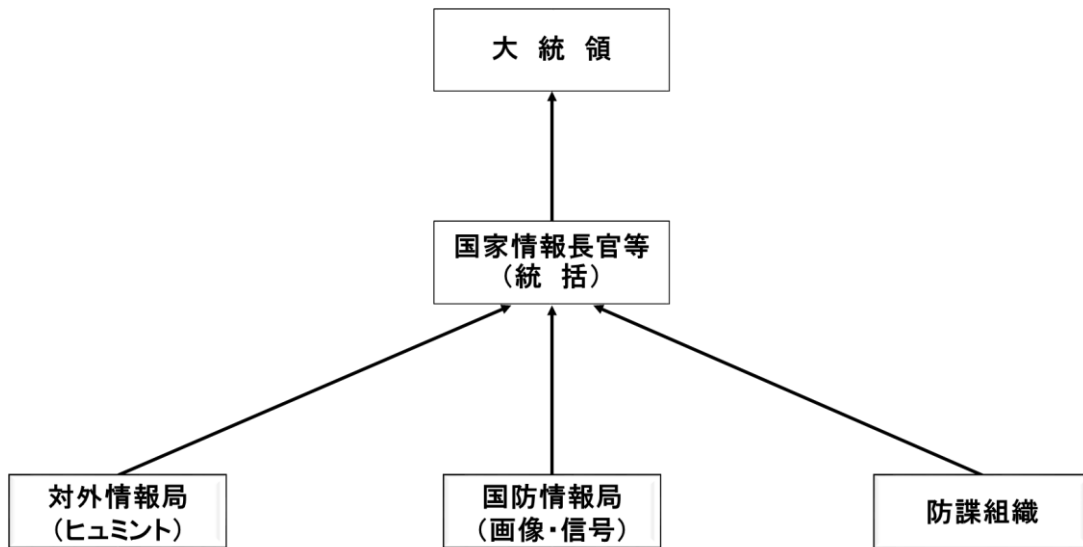 大 統 領
国家情報長官等
（統 括）
対外情報局
（ヒュミント）
国防情報局
（画像・信号）
防諜組織